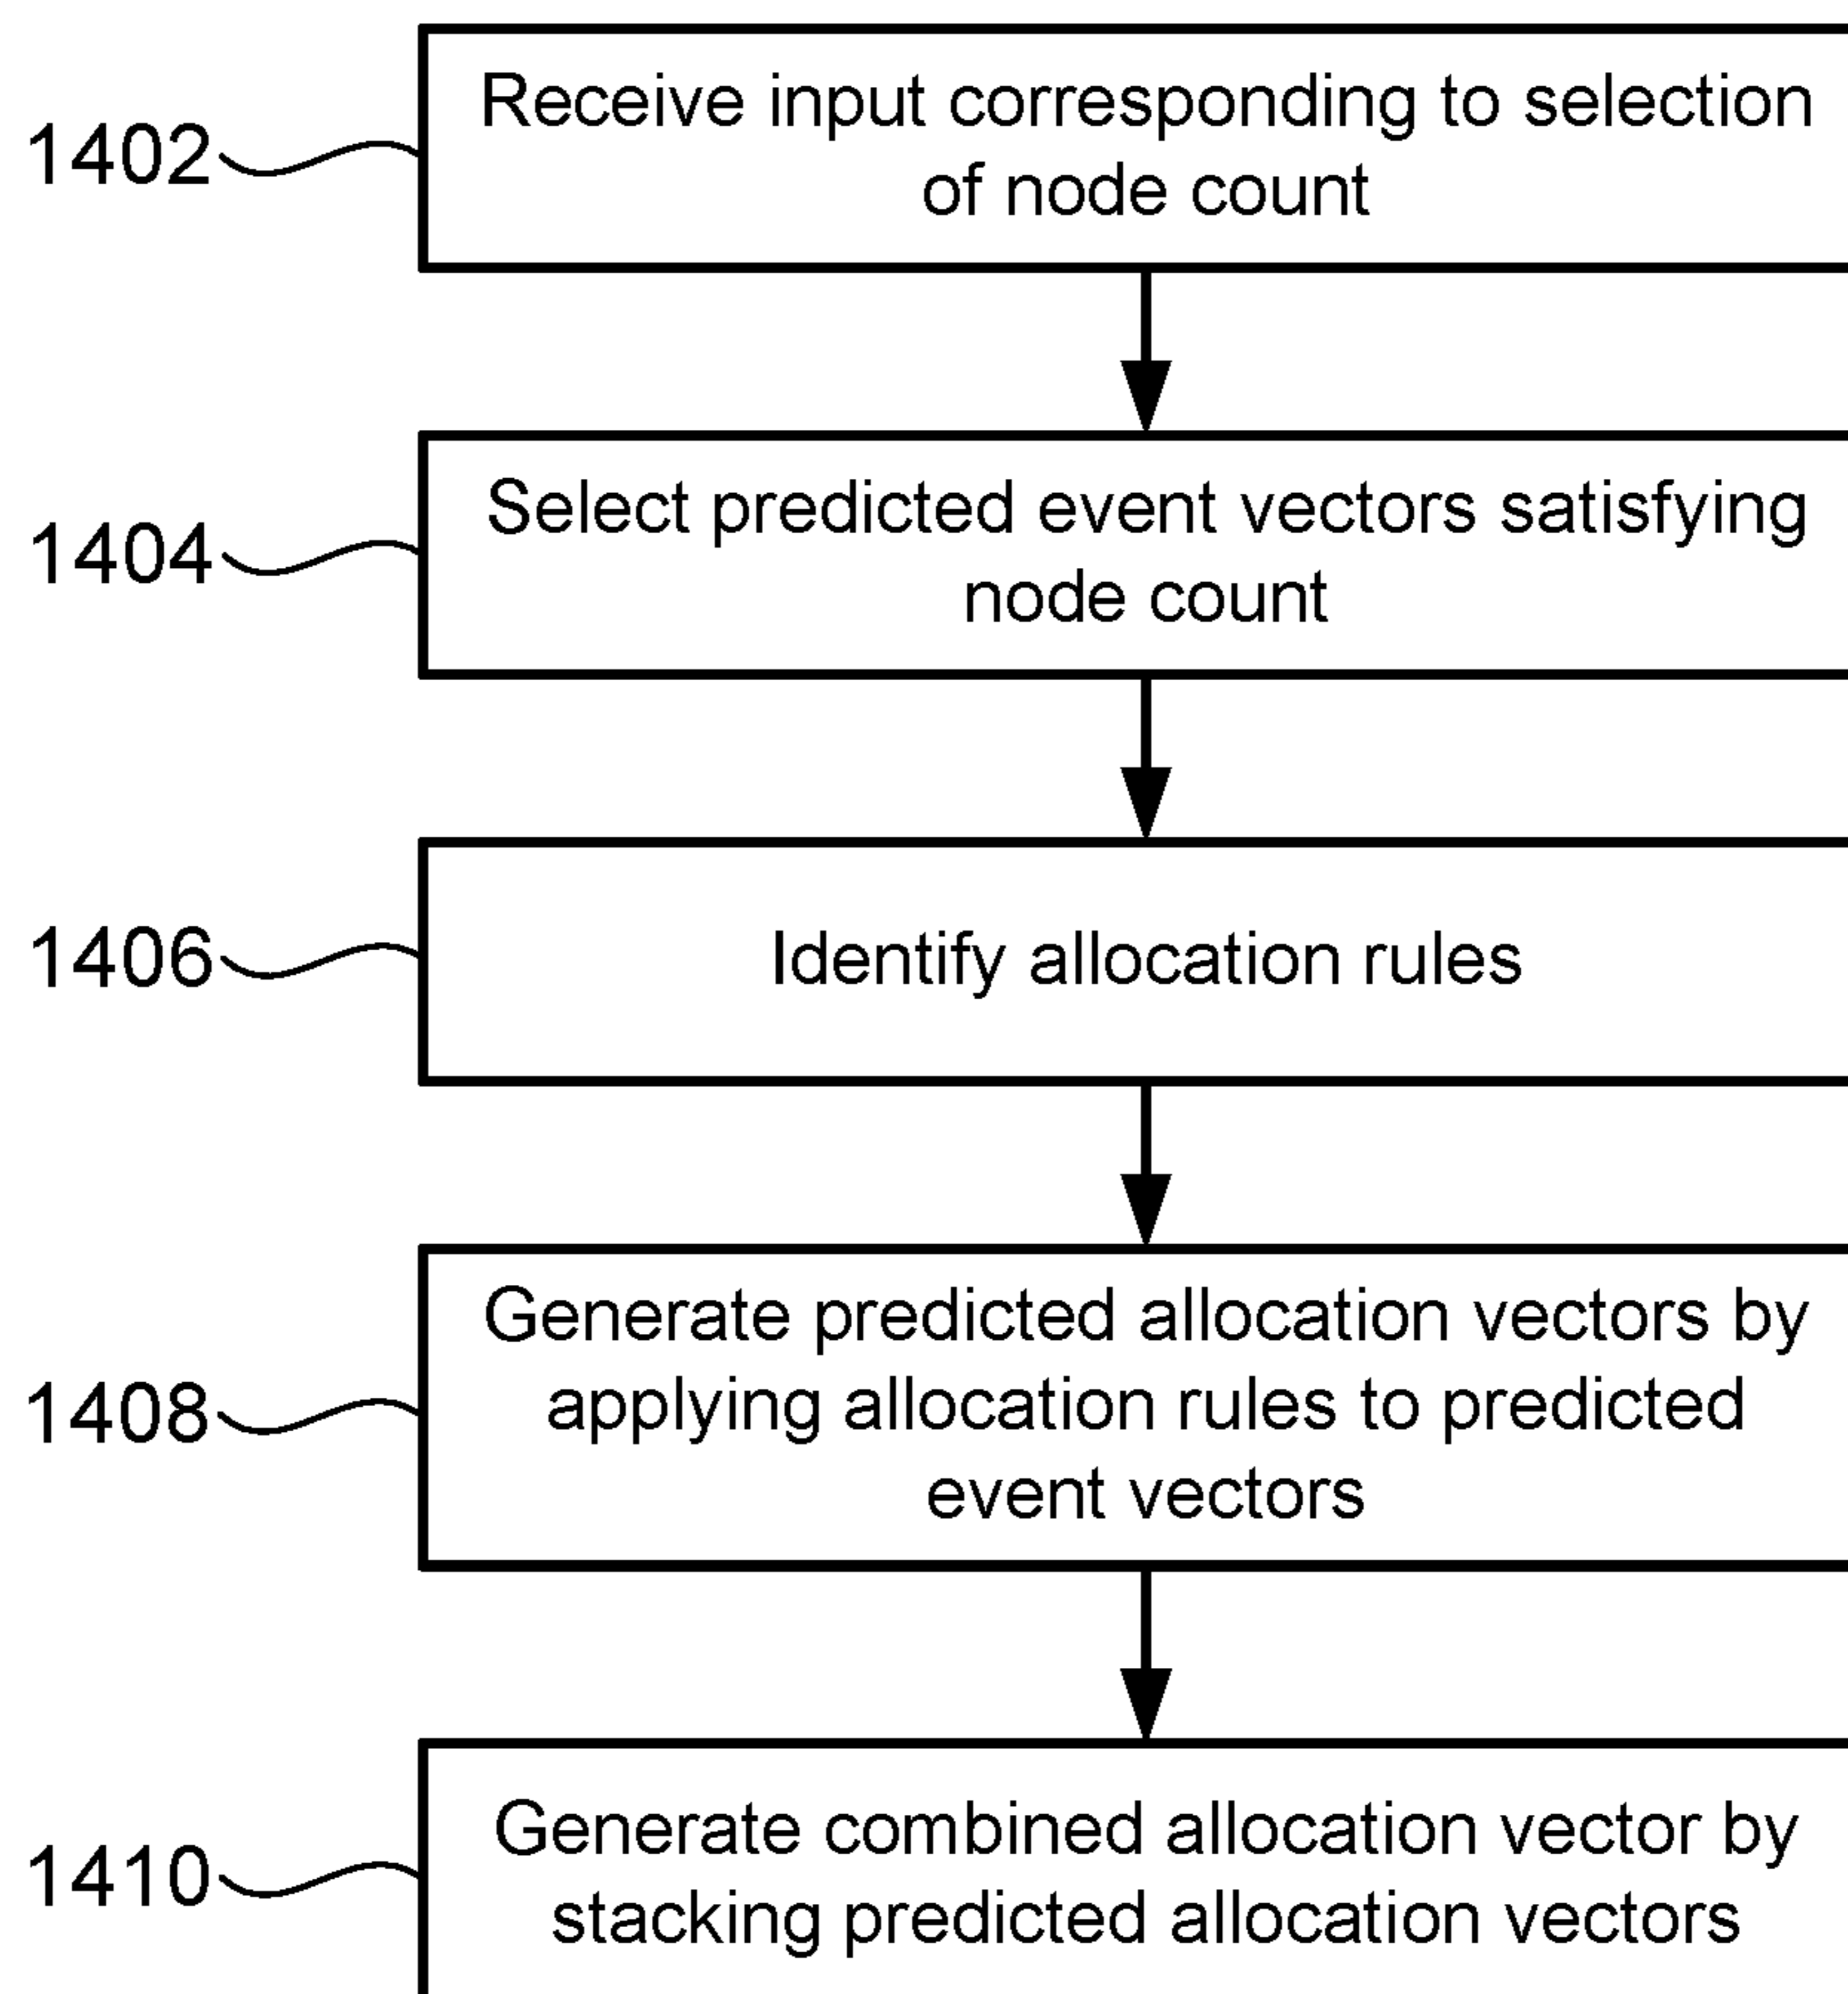 1402
Receive input corresponding to selection
of node count
1404
Select predicted event vectors satisfying
node count
1406
Identify allocation rules
1408
Generate predicted allocation vectors by
applying allocation rules to predicted
event vectors
1410
Generate combined allocation vector by
stacking predicted allocation vectors